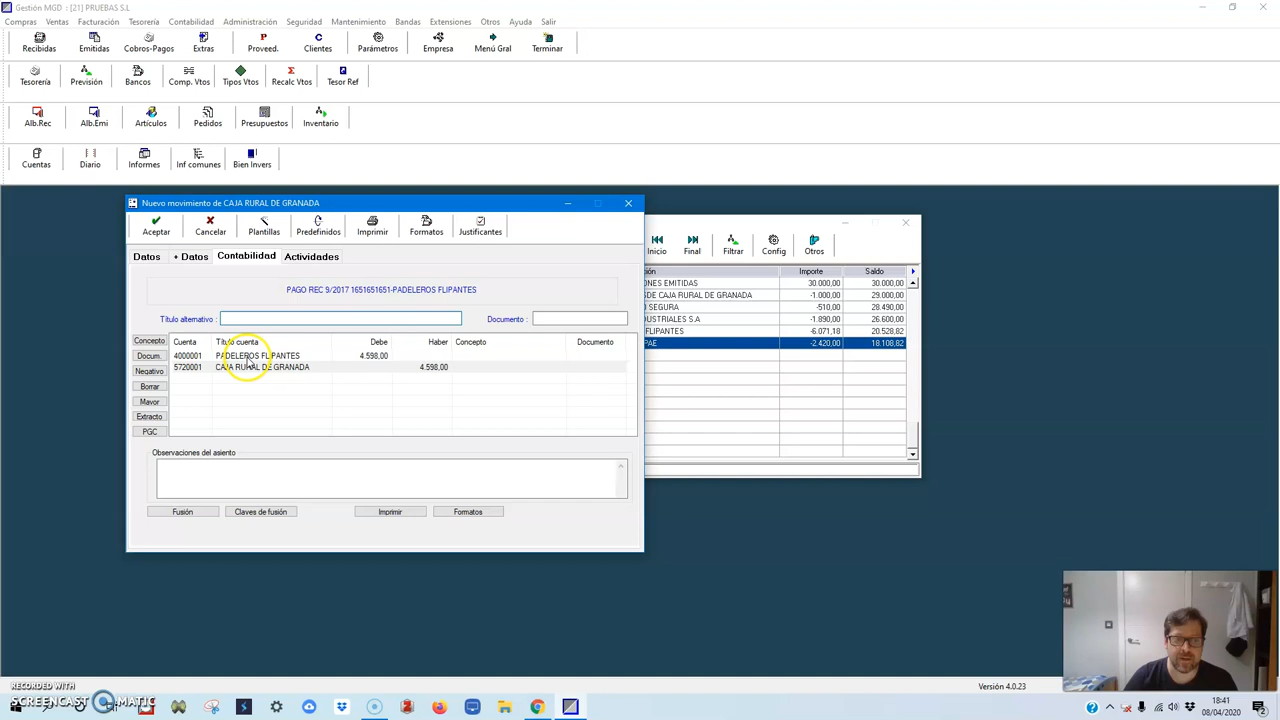 Gestión MGD : [21] PRUEBAS S.L
Compras Ventas Facturación Tesorería Contabilidad Administración Seguridad Mantenimiento Bandas Extensiones Otros Ayuda Salir
Recibidas Emitidas Cobros-Pagos Extras Proveed. Clientes Parámetros Empresa Menú Gral Terminar
Tesorería Previsión Bancos Comp. Vtos Tipos Vtos Recalc Vtos Tesor Ref
Alb.Rec Alb.Emi Artículos Pedidos Presupuestos Inventario
Cuentas Diario Informes Inf comunes Bien Invers
Nuevo movimiento de CAJA RURAL DE GRANADA
Aceptar Cancelar Plantillas Predefinidos Imprimir Formatos Justificantes
Datos + Datos Contabilidad Actividades
PAGO REC 9/2017 1651651651-PADELEROS FLIPANTES
Título alternativo : Documento :
Concepto Cuenta Título cuenta Debe Haber Concepto Documento
Docum. 4000001 PADELEROS FLIPANTES 4.598,00
5720001 CAJA RURAL DE GRANADA 4.598,00
Negativo
Borrar
Mayor
Extracto
PGC
Observaciones del asiento
Fusión Claves de fusión Imprimir Formatos
Inicio Final Filtrar Config Otros
ión Importe Saldo
ONES EMITIDAS 30.000,00 30.000,00
SDE CAJA RURAL DE GRANADA -1.000,00 29.000,00
O SEGURA -510,00 28.490,00
DUSTRIALES S.A -1.890,00 26.600,00
FLIPANTES -6.071,18 20.528,82
PAE -2.420,00 18.108,82
RECORDED WITH
SCREENCAST-O-MATIC
Versión 4.0.23
18:41
08/04/2020